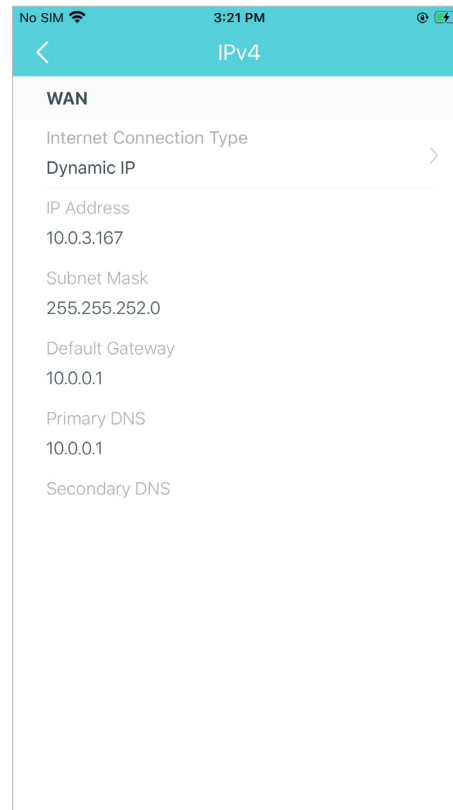 No SIM 3:21 PM
IPv4
WAN
Internet Connection Type
Dynamic IP
IP Address
10.0.3.167
Subnet Mask
255.255.252.0
Default Gateway
10.0.0.1
Primary DNS
10.0.0.1
Secondary DNS